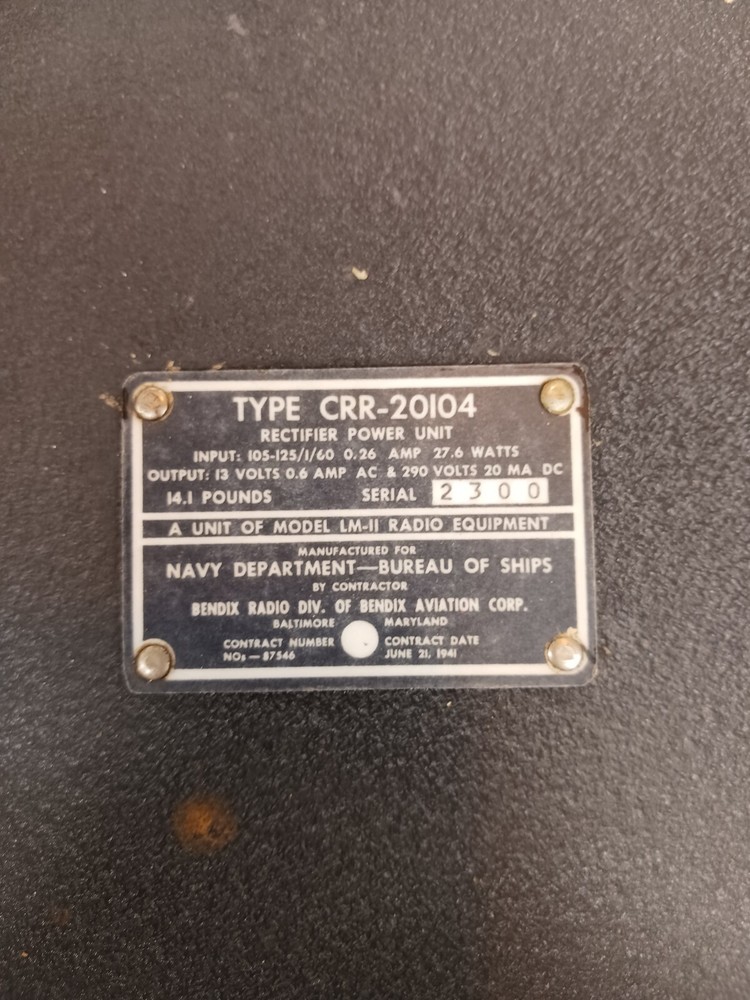 TYPE CRR-20104
RECTIFIER POWER UNIT
INPUT: 105-125/1/60 0.26 AMP 27.6 WATTS
OUTPUT: 13 VOLTS 0.6 AMP AC & 290 VOLTS 20 MA DC
14.1 POUNDS SERIAL 2300
A UNIT OF MODEL LM-11 RADIO EQUIPMENT
MANUFACTURED FOR
NAVY DEPARTMENT—BUREAU OF SHIPS
BY CONTRACTOR
BENDIX RADIO DIV. OF BENDIX AVIATION CORP.
BALTIMORE MARYLAND
CONTRACT NUMBER CONTRACT DATE
NOs — 87546 JUNE 21, 1941